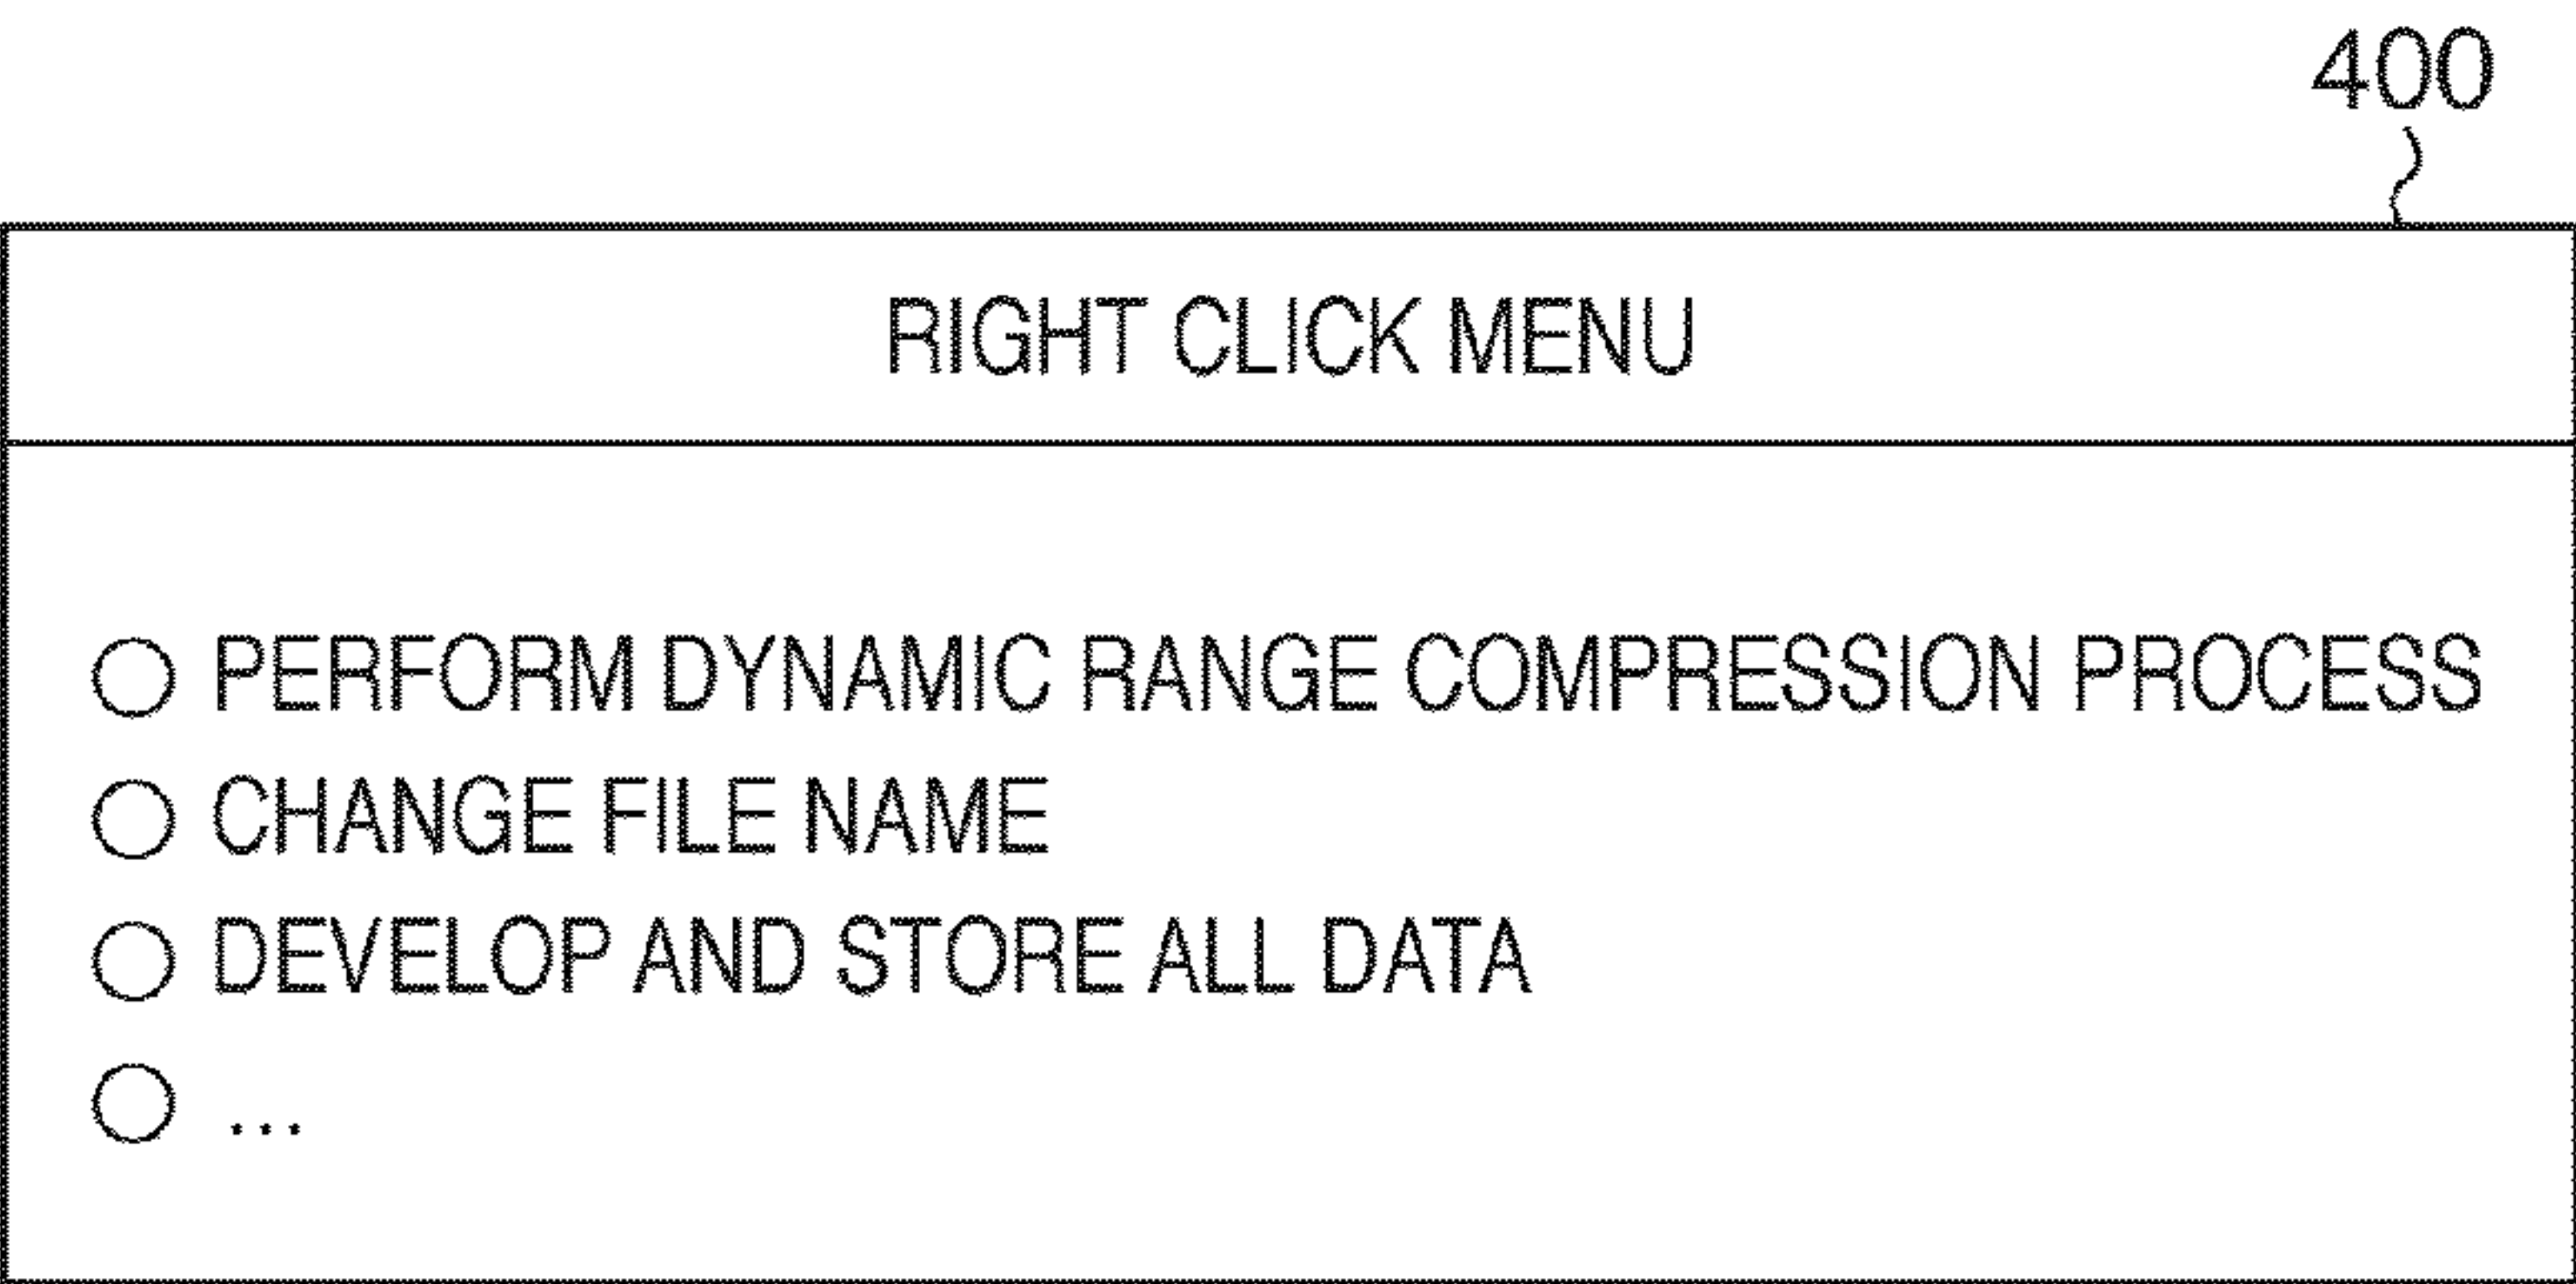 400
RIGHT CLICK MENU
PERFORM DYNAMIC RANGE COMPRESSION PROCESS
CHANGE FILE NAME
DEVELOP AND STORE ALL DATA
...